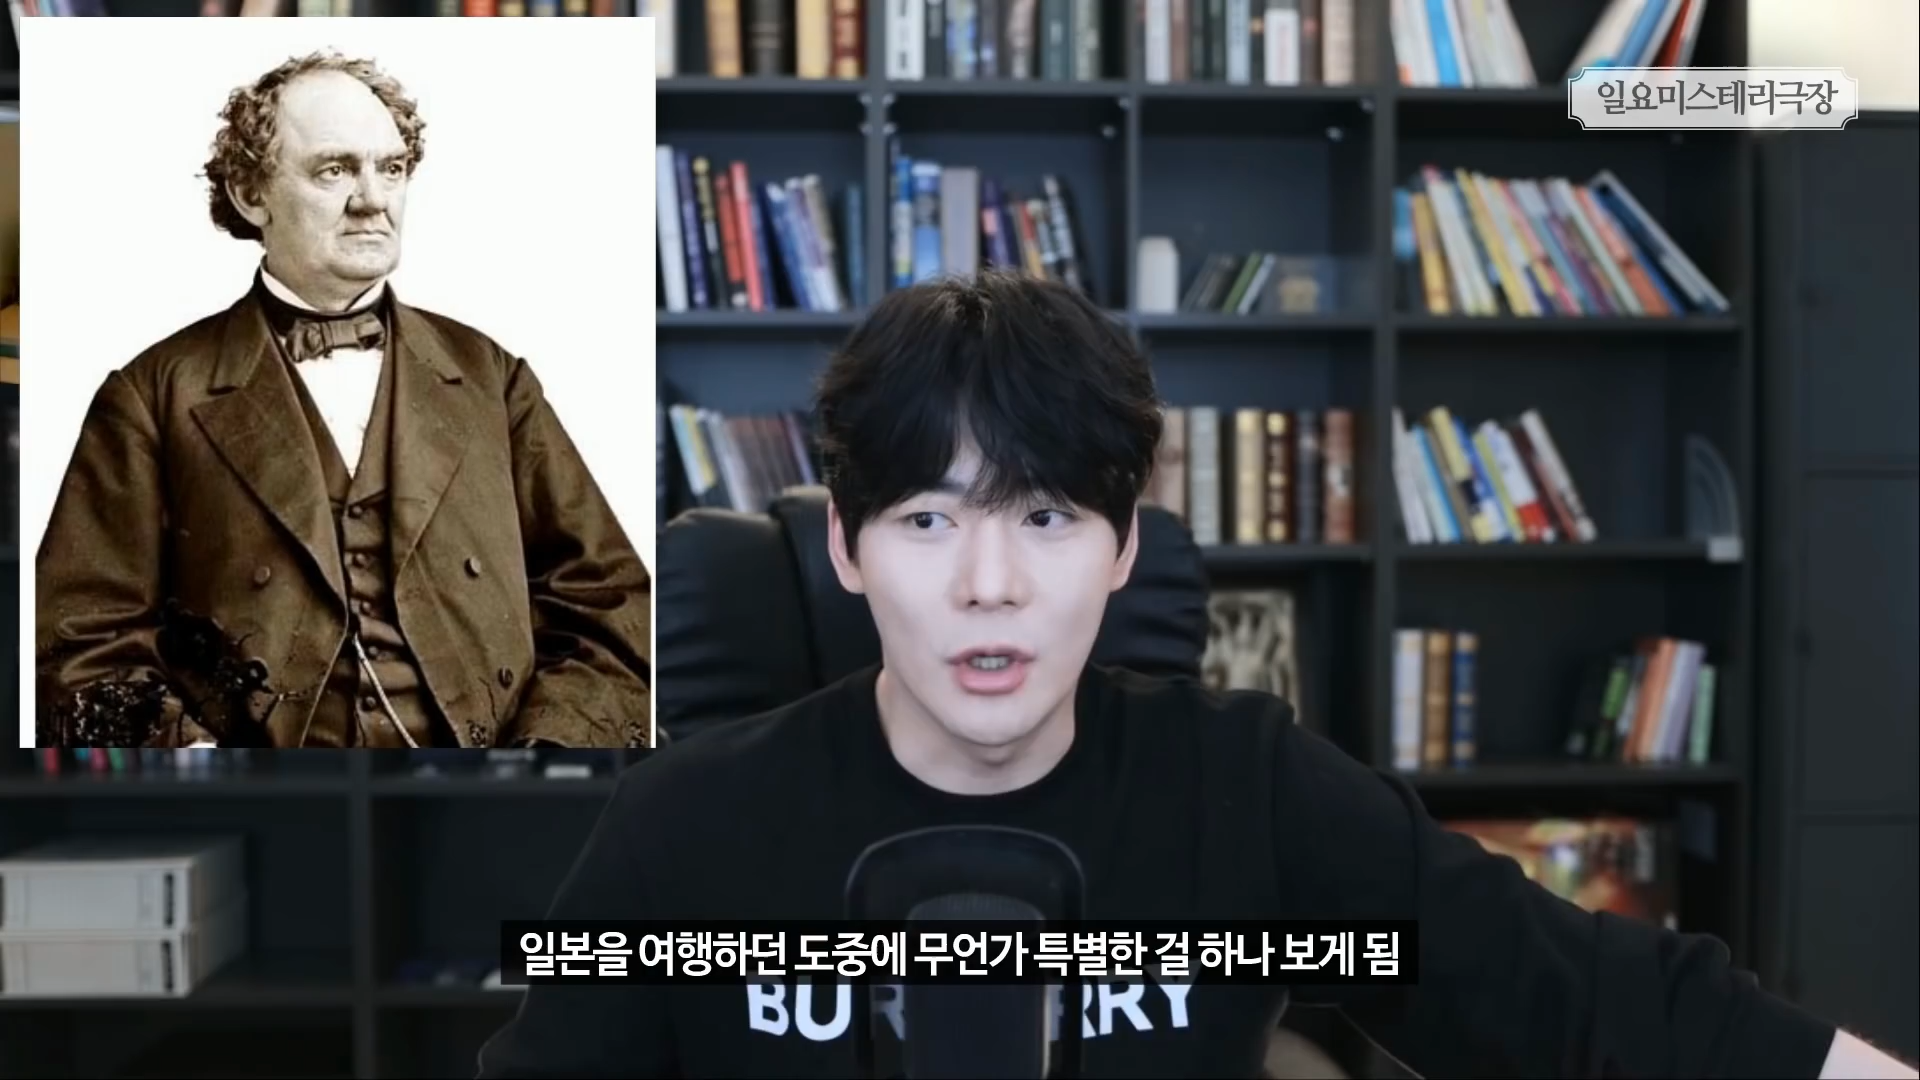 일요미스테리극장
일본을 여행하던 도중에 무언가 특별한 걸 하나 보게 됨